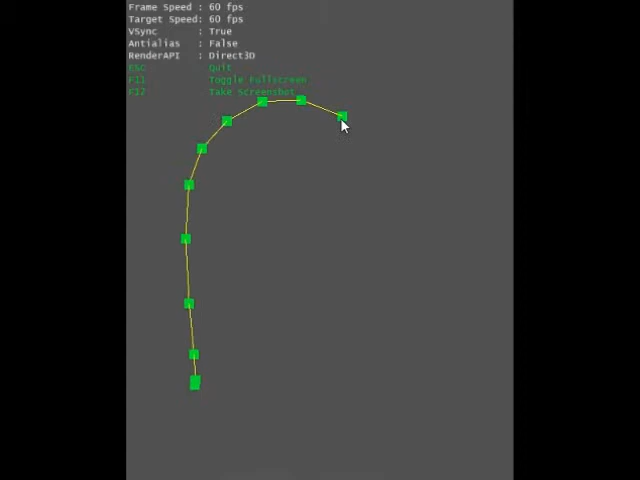 Frame Speed : 60 fps
Target Speed: 60 fps
VSync : True
Antialias : False
RenderAPI : Direct3D
ESC Quit
F11 Toggle Fullscreen
F12 Take Screenshot